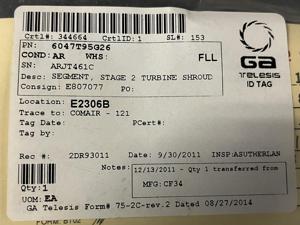 Crtl#: 344664 CrtlID: 1 SL#: 153
PN: 6047T95G26
COND: AR WHS: FLL
SN: ARJT461C
Desc: SEGMENT, STAGE 2 TURBINE SHROUD
Consign: E807077 PO:
GA
TELESIS
ID TAG
Location: E2306B
Trace to: COMAIR - 121
Tag Date: PCert#:
Tag by:
Rec #: 2DR93011 Date: 9/30/2011 INSP: ASUTHERLAN
Notes: 12/13/2011 - Qty 1 transferred from
MFG: CF34
Qty: 1
UOM: EA
GA Telesis Form# 75-2C-rev.2 Dated 08/27/2014